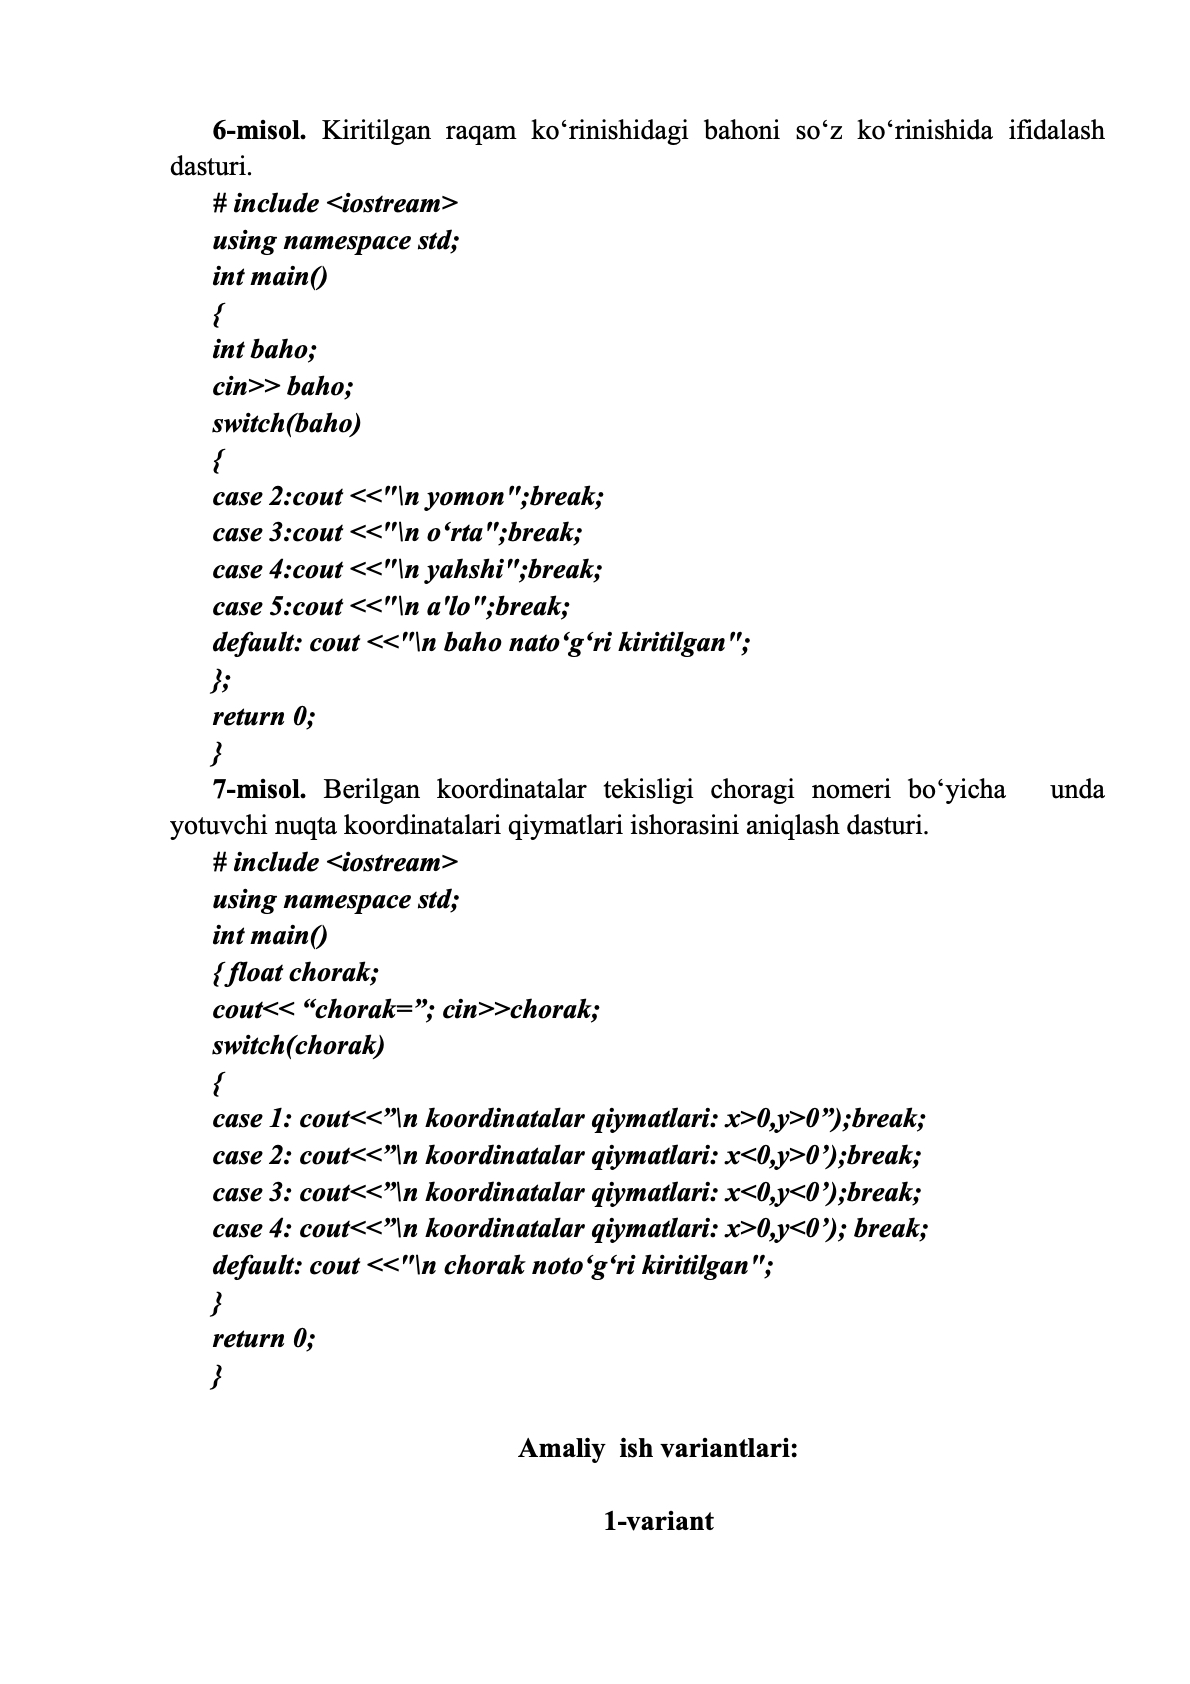 6-misol. Kiritilgan raqam ko‘rinishidagi bahoni so‘z ko‘rinishida ifidalash
dasturi.
# include <iostream>
using namespace std;
int main()
{
int baho;
cin>> baho;
switch(baho)
{
case 2:cout <<"\n yomon";break;
case 3:cout <<"\n o‘rta";break;
case 4:cout <<"\n yahshi";break;
case 5:cout <<"\n a'lo";break;
default: cout <<"\n baho nato‘g‘ri kiritilgan";
};
return 0;
}
7-misol. Berilgan koordinatalar tekisligi choragi nomeri bo‘yicha unda
yotuvchi nuqta koordinatalari qiymatlari ishorasini aniqlash dasturi.
# include <iostream>
using namespace std;
int main()
{ float chorak;
cout<< “chorak=”; cin>>chorak;
switch(chorak)
{
case 1: cout<<”\n koordinatalar qiymatlari: x>0,y>0”);break;
case 2: cout<<”\n koordinatalar qiymatlari: x<0,y>0’);break;
case 3: cout<<”\n koordinatalar qiymatlari: x<0,y<0’);break;
case 4: cout<<”\n koordinatalar qiymatlari: x>0,y<0’); break;
default: cout <<"\n chorak noto‘g‘ri kiritilgan";
}
return 0;
}
Amaliy ish variantlari:
1-variant